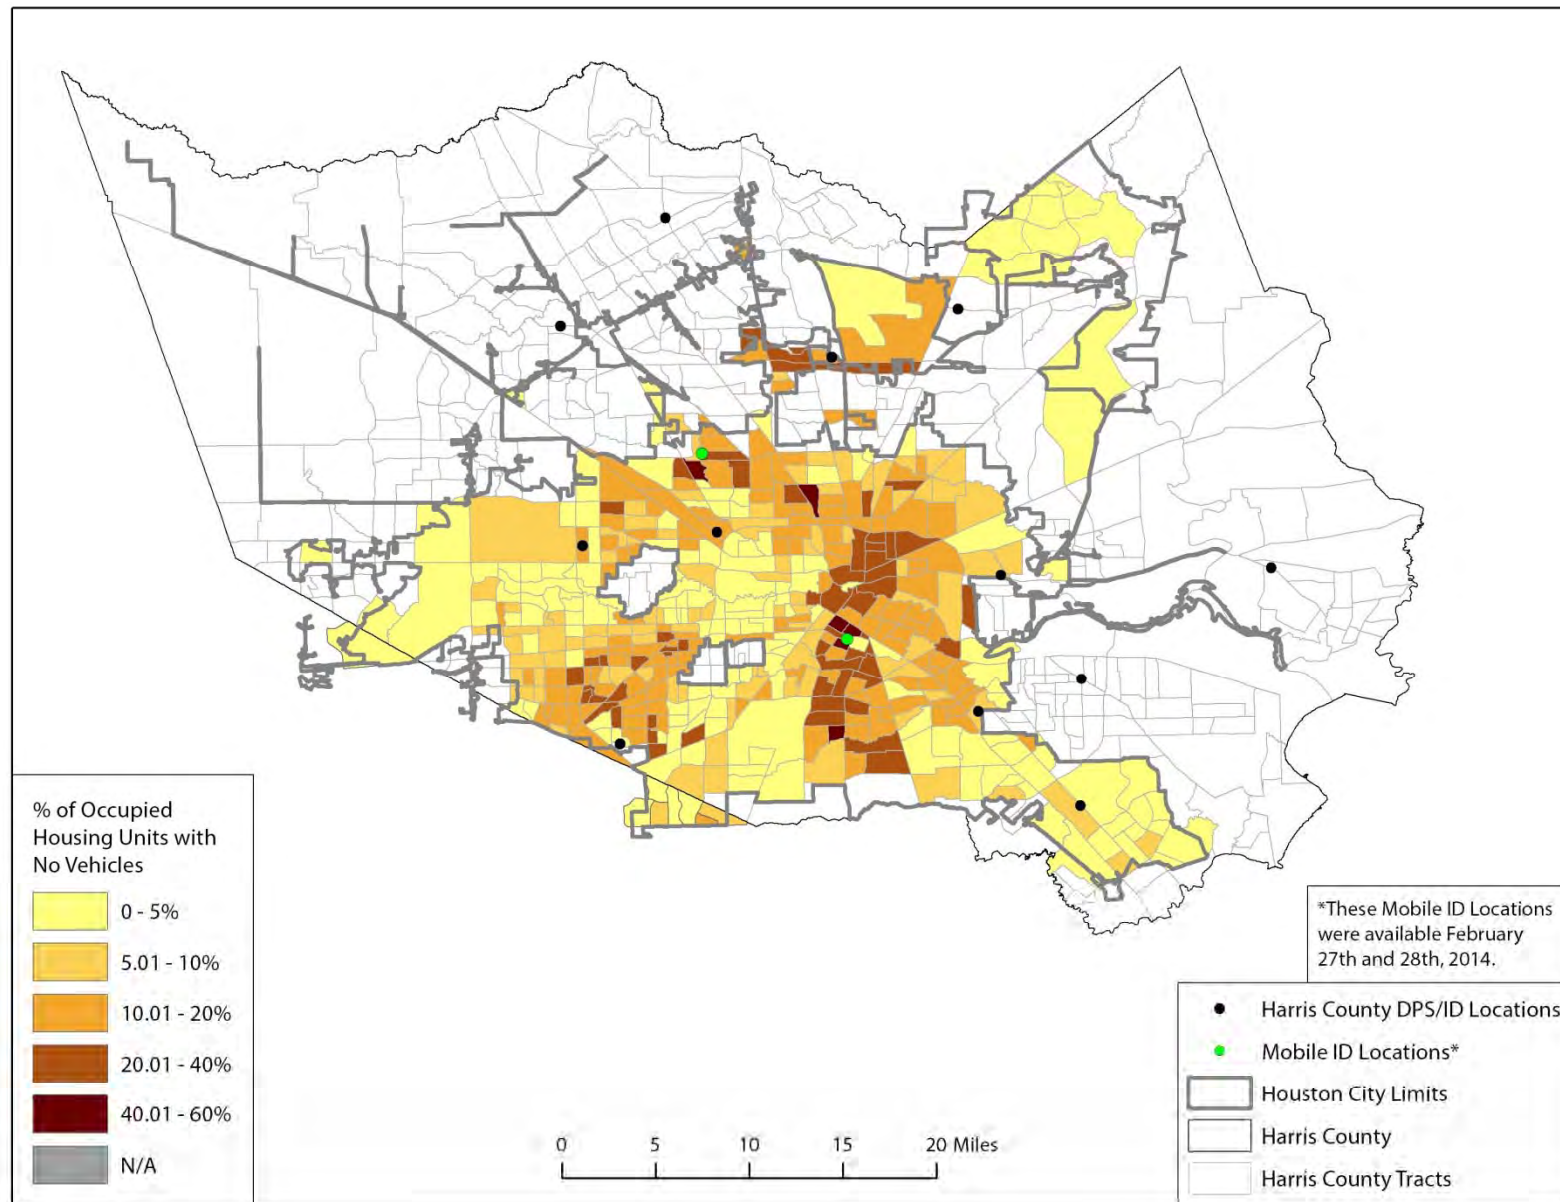 % of Occupied
Housing Units with
No Vehicles
0 - 5%
5.01 - 10%
10.01 - 20%
20.01 - 40%
40.01 - 60%
N/A
0 5 10 15 20 Miles
*These Mobile ID Locations
were available February
27th and 28th, 2014.
Harris County DPS/ID Locations
Mobile ID Locations*
Houston City Limits
Harris County
Harris County Tracts